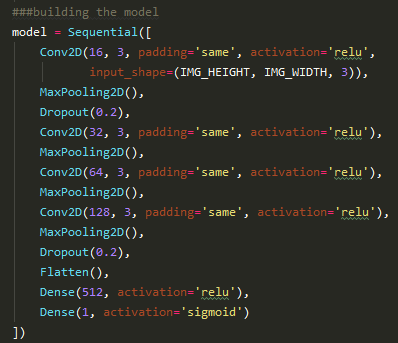 ###building the model
model = Sequential([
    Conv2D(16, 3, padding='same', activation='relu',
           input_shape=(IMG_HEIGHT, IMG_WIDTH, 3)),
    MaxPooling2D(),
    Dropout(0.2),
    Conv2D(32, 3, padding='same', activation='relu'),
    MaxPooling2D(),
    Conv2D(64, 3, padding='same', activation='relu'),
    MaxPooling2D(),
    Conv2D(128, 3, padding='same', activation='relu'),
    MaxPooling2D(),
    Dropout(0.2),
    Flatten(),
    Dense(512, activation='relu'),
    Dense(1, activation='sigmoid')
])